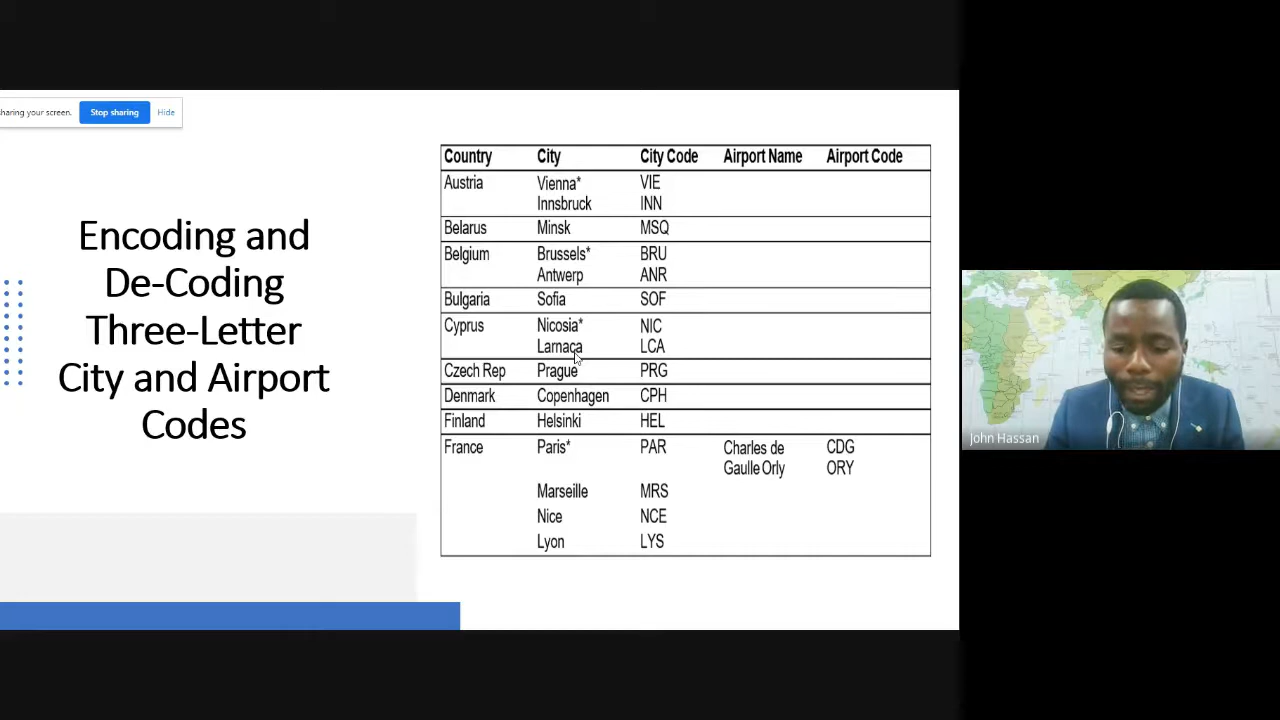 haring your screen. Stop sharing Hide
Encoding and
De-Coding
Three-Letter
City and Airport
Codes
Country City City Code Airport Name Airport Code
Austria Vienna* VIE
Innsbruck INN
Belarus Minsk MSQ
Belgium Brussels* BRU
Antwerp ANR
Bulgaria Sofia SOF
Cyprus Nicosia* NIC
Larnaca LCA
Czech Rep Prague PRG
Denmark Copenhagen CPH
Finland Helsinki HEL
France Paris* PAR Charles de CDG
Gaulle Orly ORY
Marseille MRS
Nice NCE
Lyon LYS
John Hassan